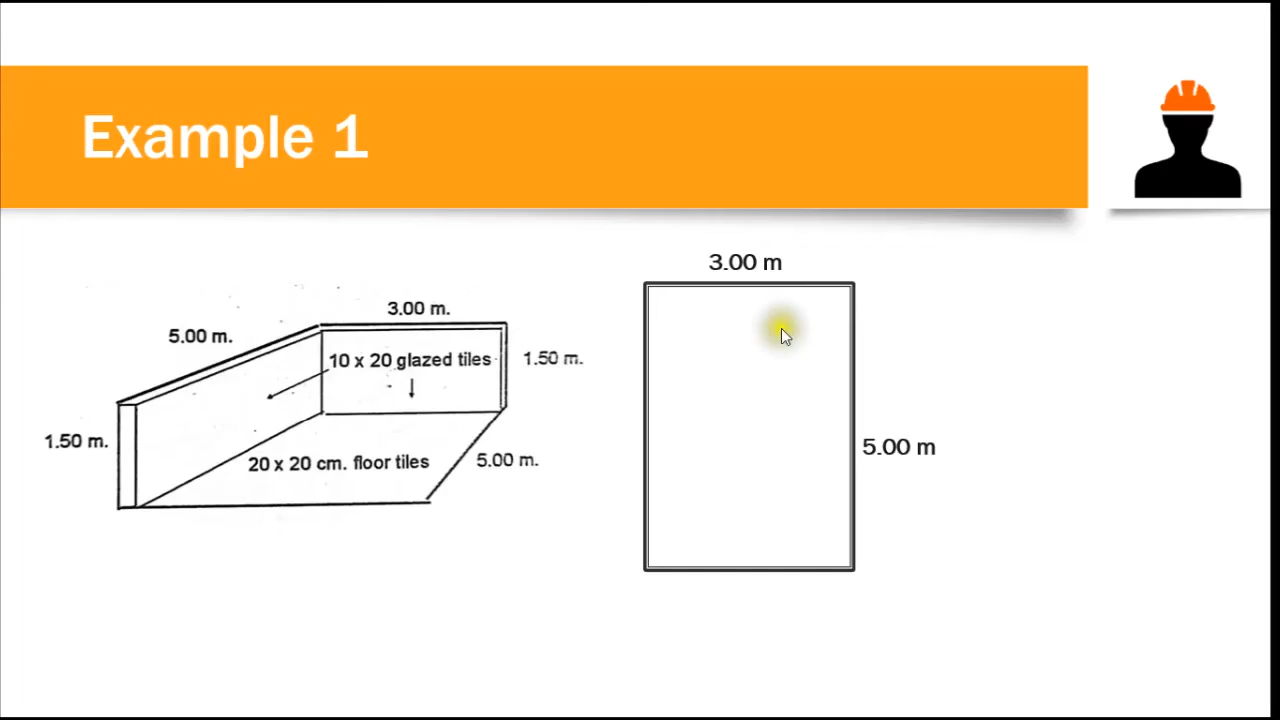 Example 1
3.00 m.
5.00 m.
10 x 20 glazed tiles
1.50 m.
1.50 m.
20 x 20 cm. floor tiles
5.00 m.
3.00 m
5.00 m